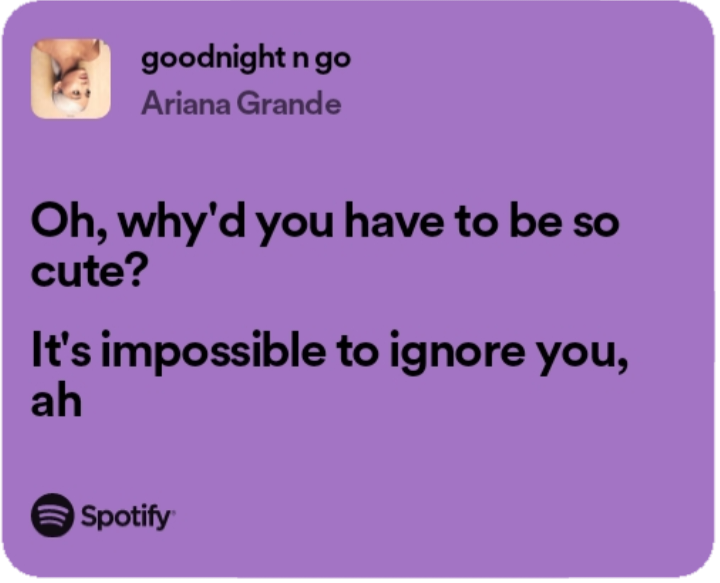 goodnight n go
Ariana Grande
Oh, why'd you have to be so
cute?
It's impossible to ignore you,
ah
Spotify